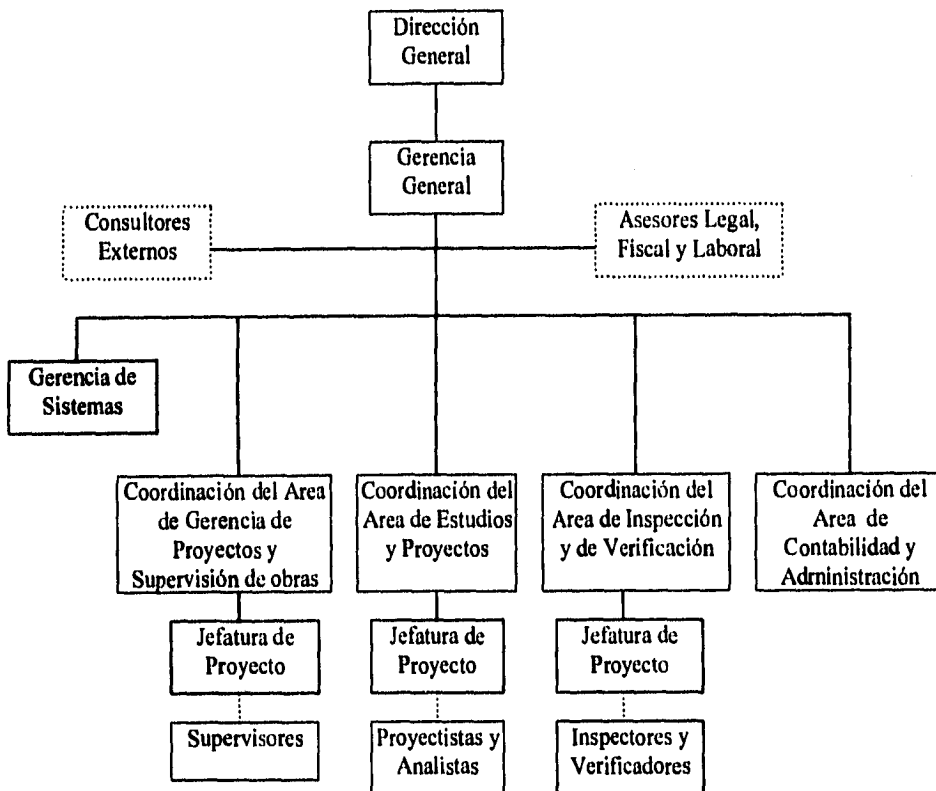 Dirección
General
Gerencia
General
Consultores
Externos
Asesores Legal,
Fiscal y Laboral
Gerencia de
Sistemas
Coordinación del Area
de Gerencia de
Proyectos y
Supervisión de obras
Coordinación del
Area de Estudios
y Proyectos
Coordinación del
Area de Inspección
y de Verificación
Coordinación del
Area de
Contabilidad y
Administración
Jefatura de
Proyecto
Jefatura de
Proyecto
Jefatura de
Proyecto
Supervisores
Proyectistas y
Analistas
Inspectores y
Verificadores